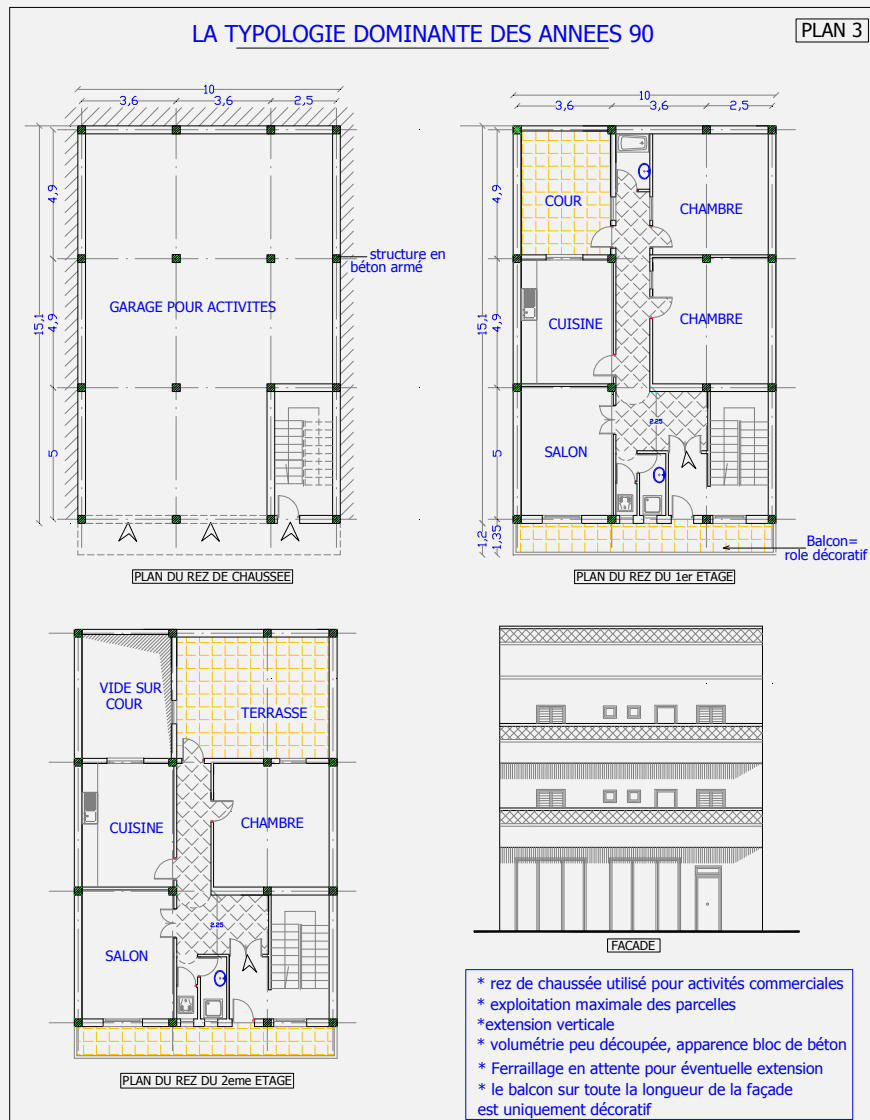 LA TYPOLOGIE DOMINANTE DES ANNEES 90
PLAN 3
10
3,6 3,6 2,5
15,1
4,9
4,9
5
GARAGE POUR ACTIVITES
structure en
béton armé
PLAN DU REZ DE CHAUSSEE
10
3,6 3,6 2,5
15,1
4,9
4,9
5
1,2
1,35
COUR
CHAMBRE
CUISINE
CHAMBRE
SALON
2.25
Balcon=
role décoratif
PLAN DU REZ DU 1er ETAGE
VIDE SUR
COUR
TERRASSE
CUISINE
CHAMBRE
SALON
2.25
PLAN DU REZ DU 2eme ETAGE
FACADE
* rez de chaussée utilisé pour activités commerciales
* exploitation maximale des parcelles
*extension verticale
* volumétrie peu découpée, apparence bloc de béton
* Ferraillage en attente pour éventuelle extension
* le balcon sur toute la longueur de la façade
est uniquement décoratif